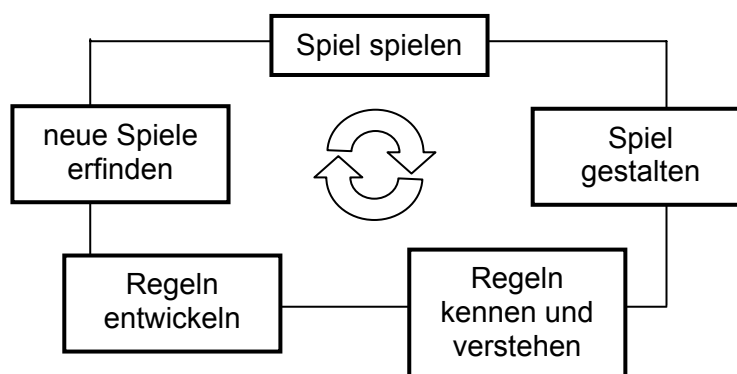 Spiel spielen
neue Spiele
erfinden
Spiel
gestalten
Regeln
entwickeln
Regeln
kennen und
verstehen